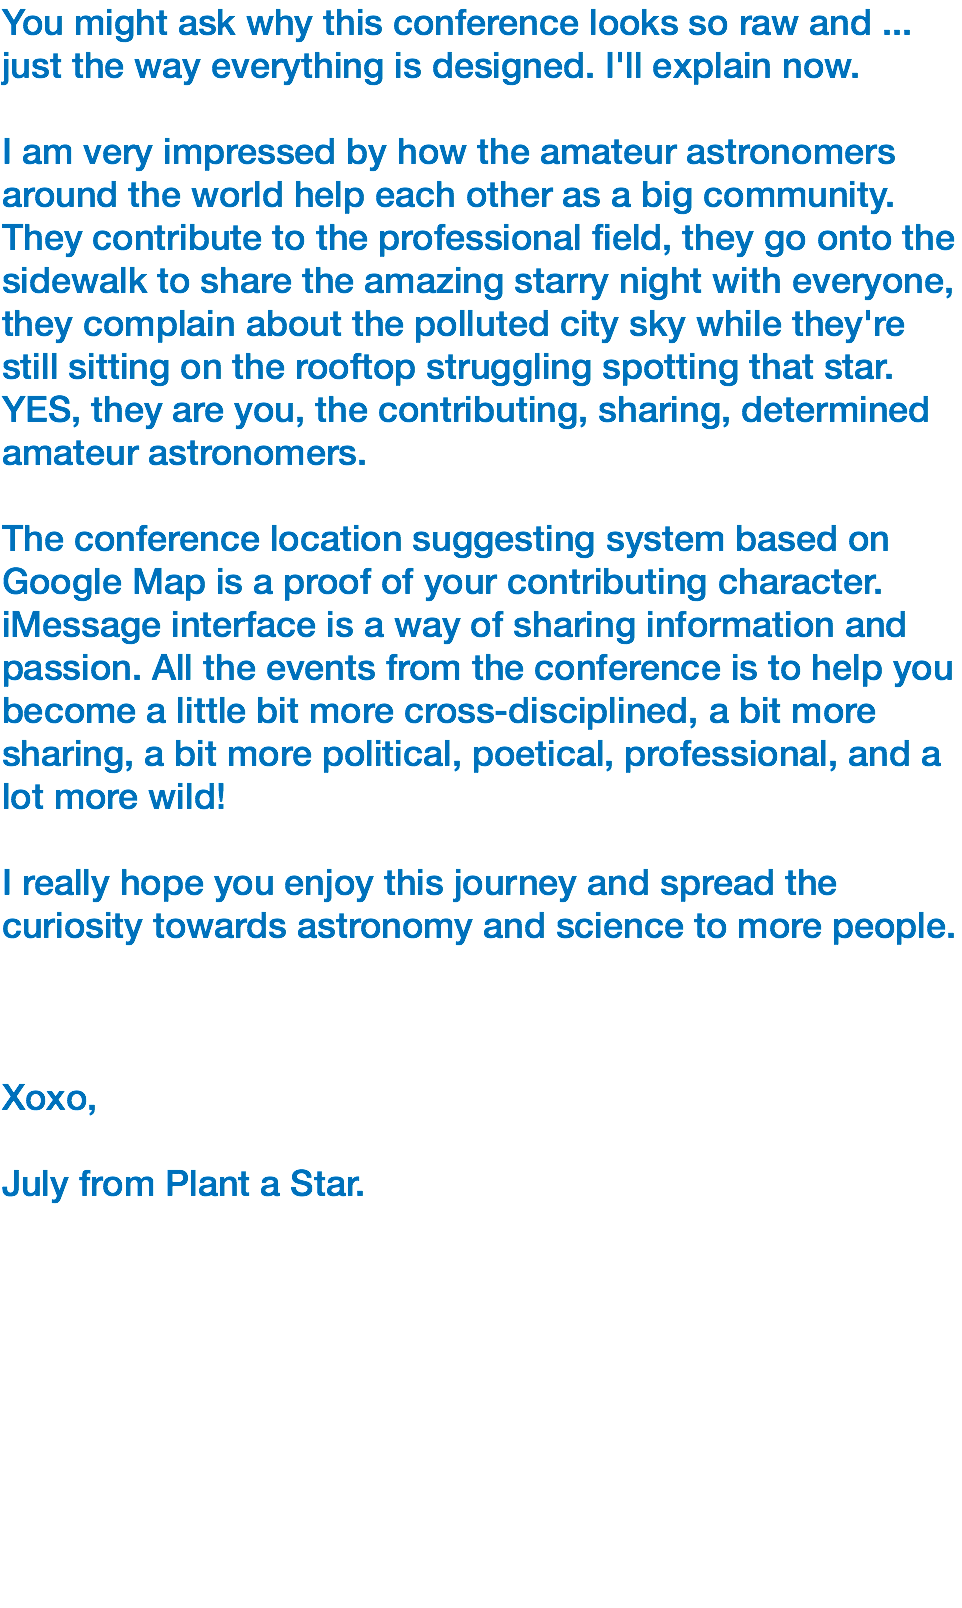 You might ask why this conference looks so raw and ...
just the way everything is designed. I'll explain now.
I am very impressed by how the amateur astronomers
around the world help each other as a big community.
They contribute to the professional field, they go onto the
sidewalk to share the amazing starry night with everyone,
they complain about the polluted city sky while they're
still sitting on the rooftop struggling spotting that star.
YES, they are you, the contributing, sharing, determined
amateur astronomers.
The conference location suggesting system based on
Google Map is a proof of your contributing character.
iMessage interface is a way of sharing information and
passion. All the events from the conference is to help you
become a little bit more cross-disciplined, a bit more
sharing, a bit more political, poetical, professional, and a
lot more wild!
I really hope you enjoy this journey and spread the
curiosity towards astronomy and science to more people.
Xoxo,
July from Plant a Star.